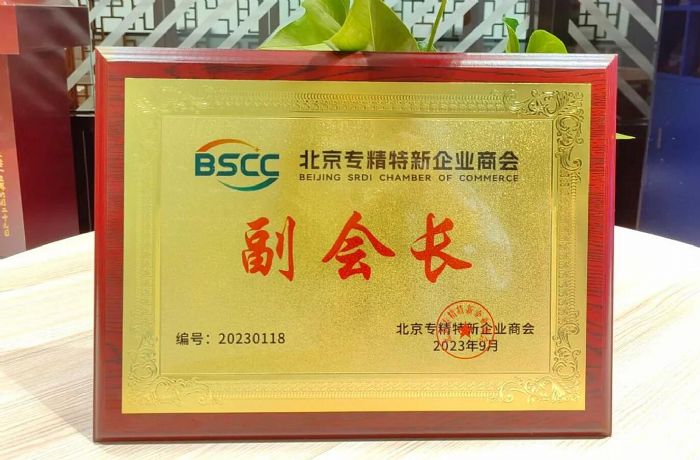 BSCC 北京专精特新企业商会
BEIJING SRDI CHAMBER OF COMMERCE
副会长
编号：20230118
北京专精特新企业商会
2023年9月